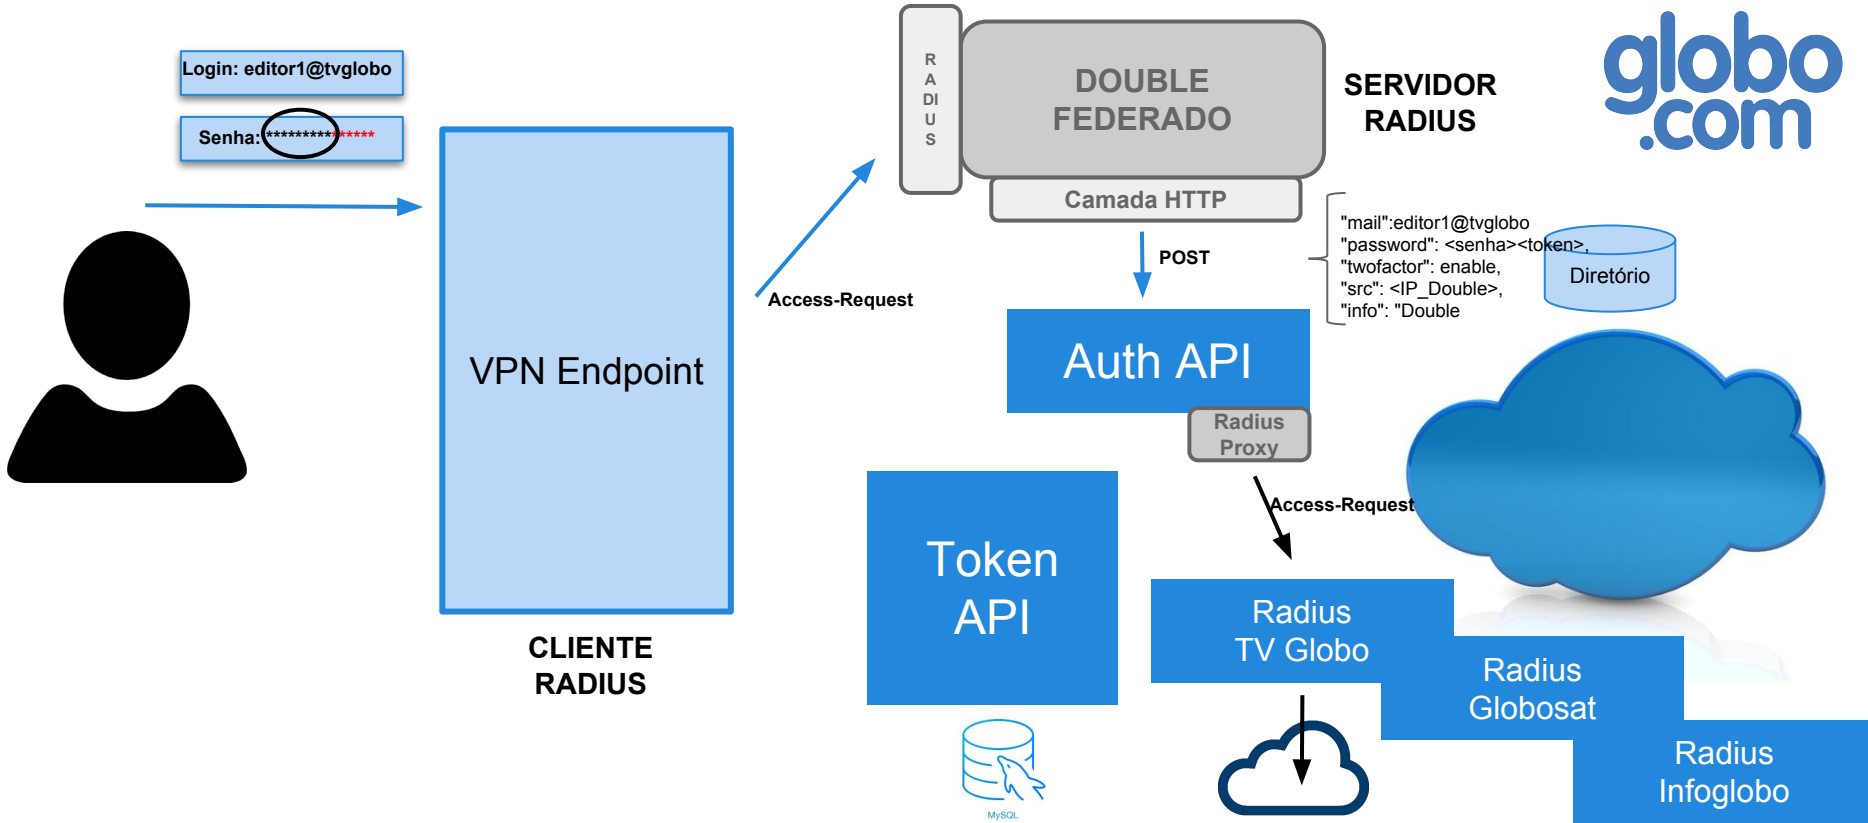 Login: editor1@tvglobo
Senha: ***************
VPN Endpoint
CLIENTE
RADIUS
Access-Request
R
A
DI
U
S
DOUBLE
FEDERADO
Camada HTTP
SERVIDOR
RADIUS
globo
.com
POST
"mail":editor1@tvglobo
"password": <senha><token>,
"twofactor": enable,
"src": <IP_Double>,
"info": "Double
Diretório
Auth API
Radius
Proxy
Access-Request
Token
API
MySQL
Radius
TV Globo
Radius
Globosat
Radius
Infoglobo